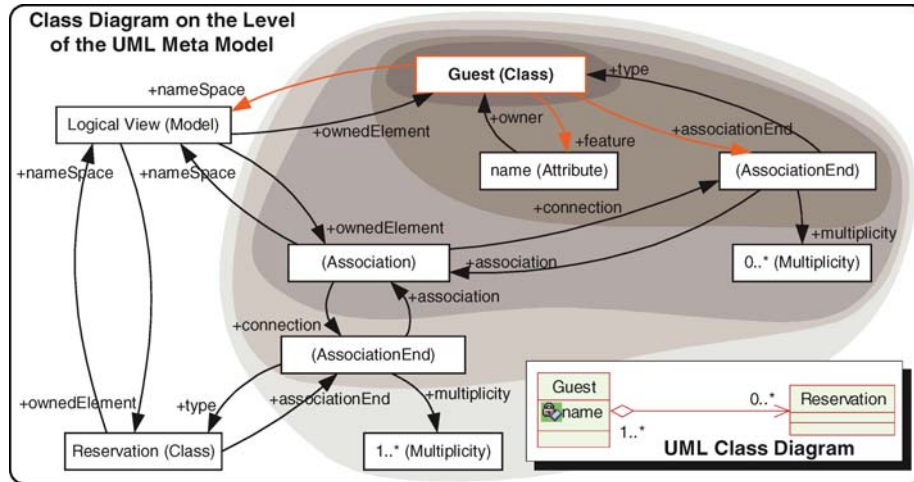 Class Diagram on the Level
of the UML Meta Model
Guest (Class)
+type
+nameSpace
Logical View (Model)
+ownedElement
+owner
+feature
+associationEnd
+nameSpace
+nameSpace
name (Attribute)
(AssociationEnd)
+connection
+ownedElement
+multiplicity
(Association)
+association
0..* (Multiplicity)
+association
+connection
(AssociationEnd)
+ownedElement
+type
+associationEnd
+multiplicity
Reservation (Class)
1..* (Multiplicity)
Guest
name
0..*
Reservation
1..*
UML Class Diagram